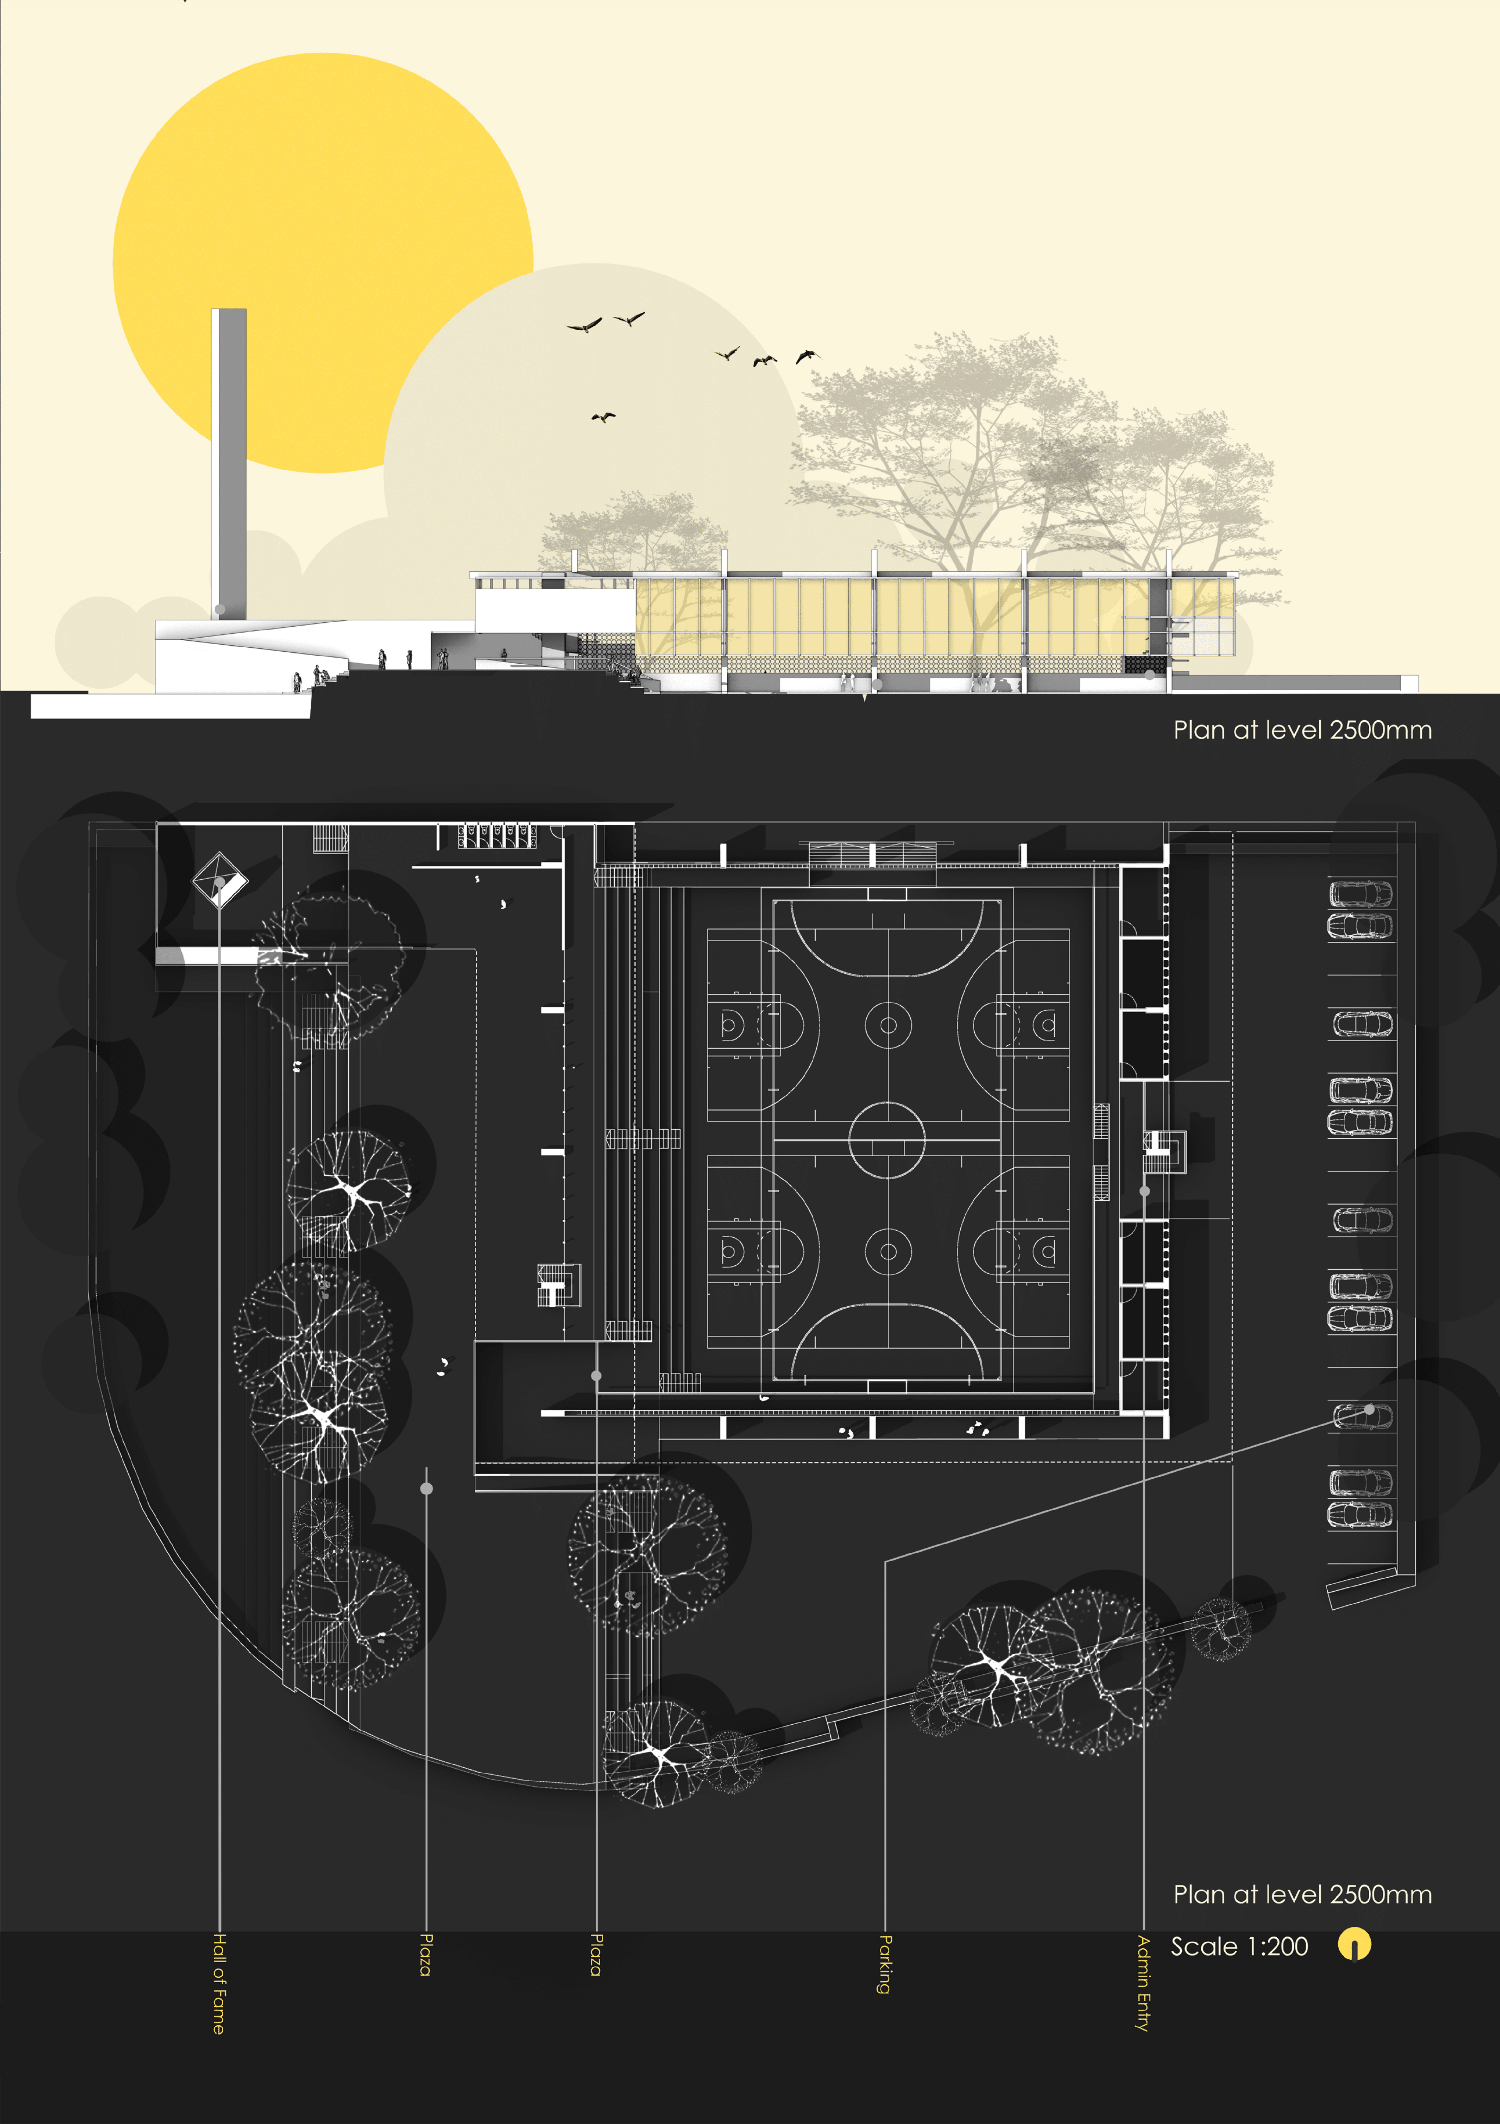 Plan at level 2500mm
Plan at level 2500mm
Scale 1:200
Hall of Fame
Plaza
Plaza
Parking
Admin Entry